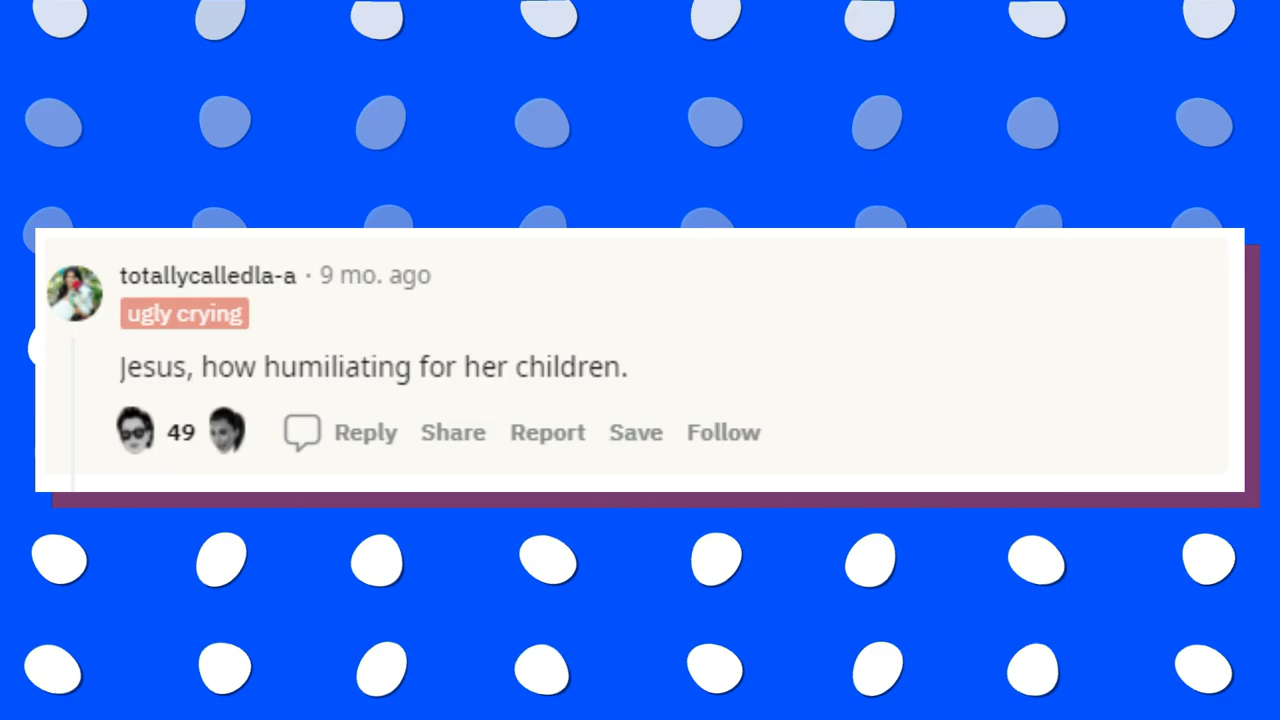 totallycalledla-a · 9 mo. ago
ugly crying
Jesus, how humiliating for her children.
49 Reply Share Report Save Follow